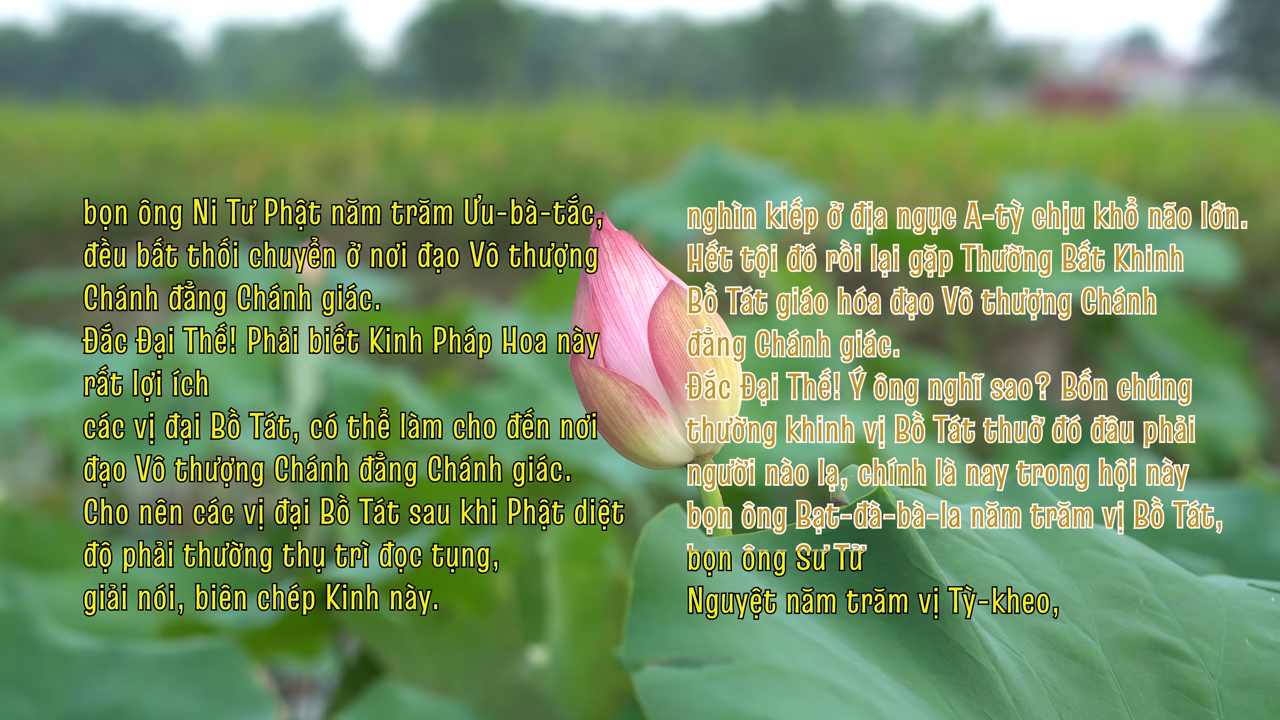 bọn ông Ni Tư Phật năm trăm Ưu-bà-tắc,
đều bất thối chuyển ở nơi đạo Vô thượng
Chánh đẳng Chánh giác.
Đắc Đại Thế! Phải biết Kinh Pháp Hoa này
rất lợi ích
các vị đại Bồ Tát, có thể làm cho đến nơi
đạo Vô thượng Chánh đẳng Chánh giác.
Cho nên các vị đại Bồ Tát sau khi Phật diệt
độ phải thường thụ trì đọc tụng,
giải nói, biên chép Kinh này.
nghìn kiếp ở địa ngục A-tỳ chịu khổ não lớn.
Hết tội đó rồi lại gặp Thường Bất Khinh
Bồ Tát giáo hóa đạo Vô thượng Chánh
đẳng Chánh giác.
Đắc Đại Thế! Ý ông nghĩ sao? Bốn chúng
thường khinh vị Bồ Tát thuở đó đâu phải
người nào lạ, chính là nay trong hội này
bọn ông Bạt-đà-bà-la năm trăm vị Bồ Tát,
bọn ông Sư Tử
Nguyệt năm trăm vị Tỳ-kheo,